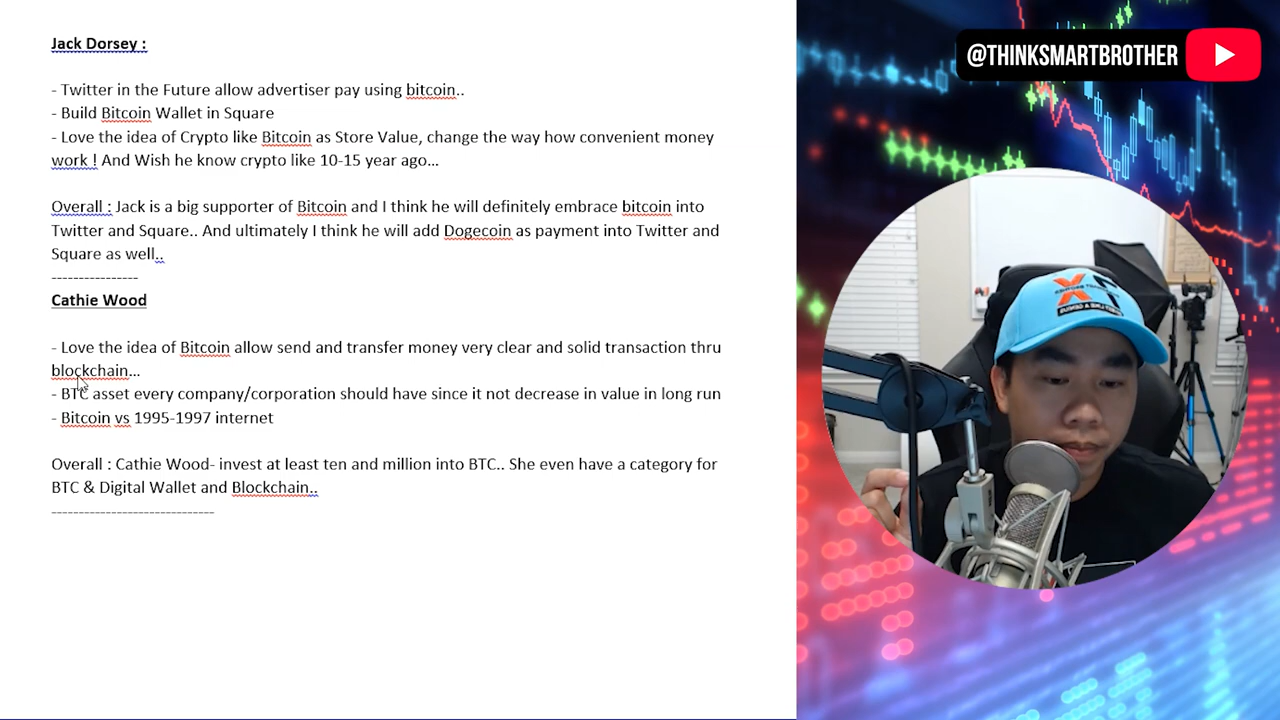 Jack Dorsey :
@THINKSMARTBROTHER
- Twitter in the Future allow advertiser pay using bitcoin..
- Build Bitcoin Wallet in Square
- Love the idea of Crypto like Bitcoin as Store Value, change the way how convenient money
work ! And Wish he know crypto like 10-15 year ago...
Overall : Jack is a big supporter of Bitcoin and I think he will definitely embrace bitcoin into
Twitter and Square.. And ultimately I think he will add Dogecoin as payment into Twitter and
Square as well..
----------------
Cathie Wood
- Love the idea of Bitcoin allow send and transfer money very clear and solid transaction thru
blockchain...
- BTC asset every company/corporation should have since it not decrease in value in long run
- Bitcoin vs 1995-1997 internet
Overall : Cathie Wood- invest at least ten and million into BTC.. She even have a category for
BTC & Digital Wallet and Blockchain..
-----------------------------